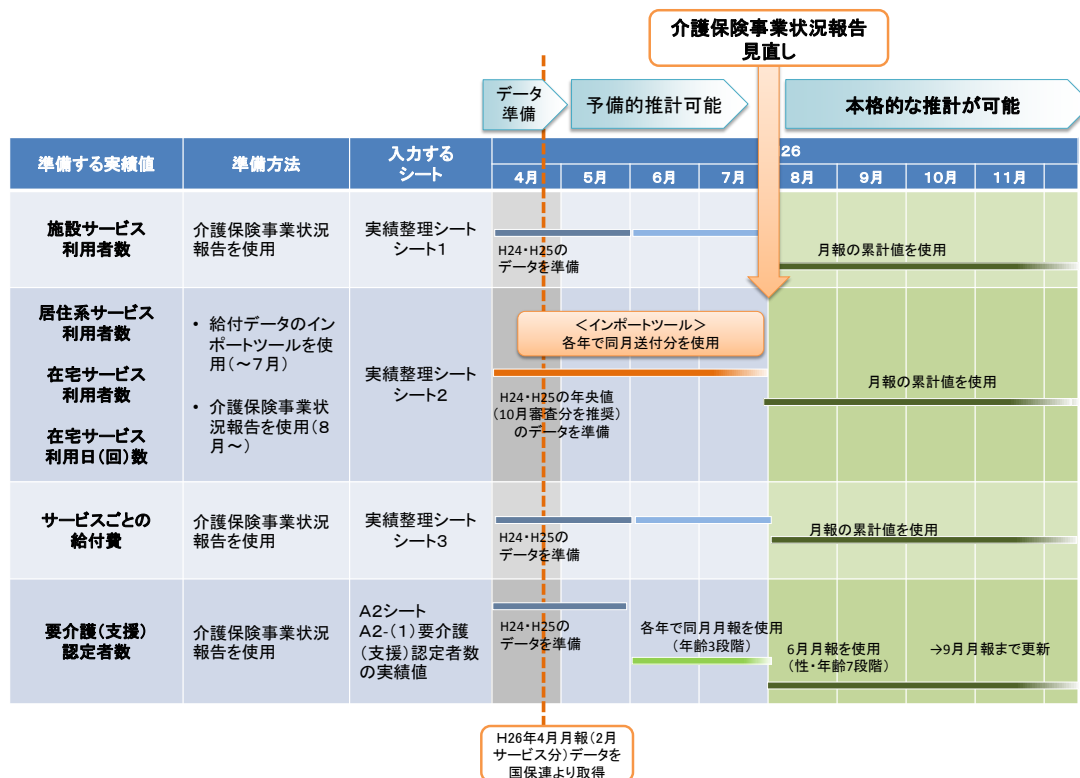 介護保険事業状況報告
見直し
データ
準備
予備的推計可能
本格的な推計が可能
準備する実績値
準備方法
入力する
シート
26
4月
5月
6月
7月
8月
9月
10月
11月
施設サービス
利用者数
介護保険事業状況
報告を使用
実績整理シート
シート1
H24・H25の
データを準備
月報の累計値を使用
居住系サービス
利用者数
在宅サービス
利用者数
在宅サービス
利用日(回)数
• 給付データのイン
ポートツールを使
用(～7月)
• 介護保険事業状
況報告を使用(8
月～)
実績整理シート
シート2
＜インポートツール＞
各年で同月送付分を使用
H24・H25の年央値
(10月審査分を推奨)
のデータを準備
月報の累計値を使用
サービスごとの
給付費
介護保険事業状況
報告を使用
実績整理シート
シート3
H24・H25の
データを準備
月報の累計値を使用
要介護(支援)
認定者数
介護保険事業状況
報告を使用
A2シート
A2-(1)要介護
(支援)認定者数
の実績値
H24・H25の
データを準備
各年で同月月報を使用
(年齢3段階)
6月月報を使用
(性・年齢7段階)
→9月月報まで更新
H26年4月月報(2月
サービス分)データを
国保連より取得